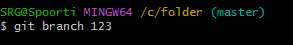 SRG@Spoorti MINGW64 /c/folder (master)
$ git branch 123